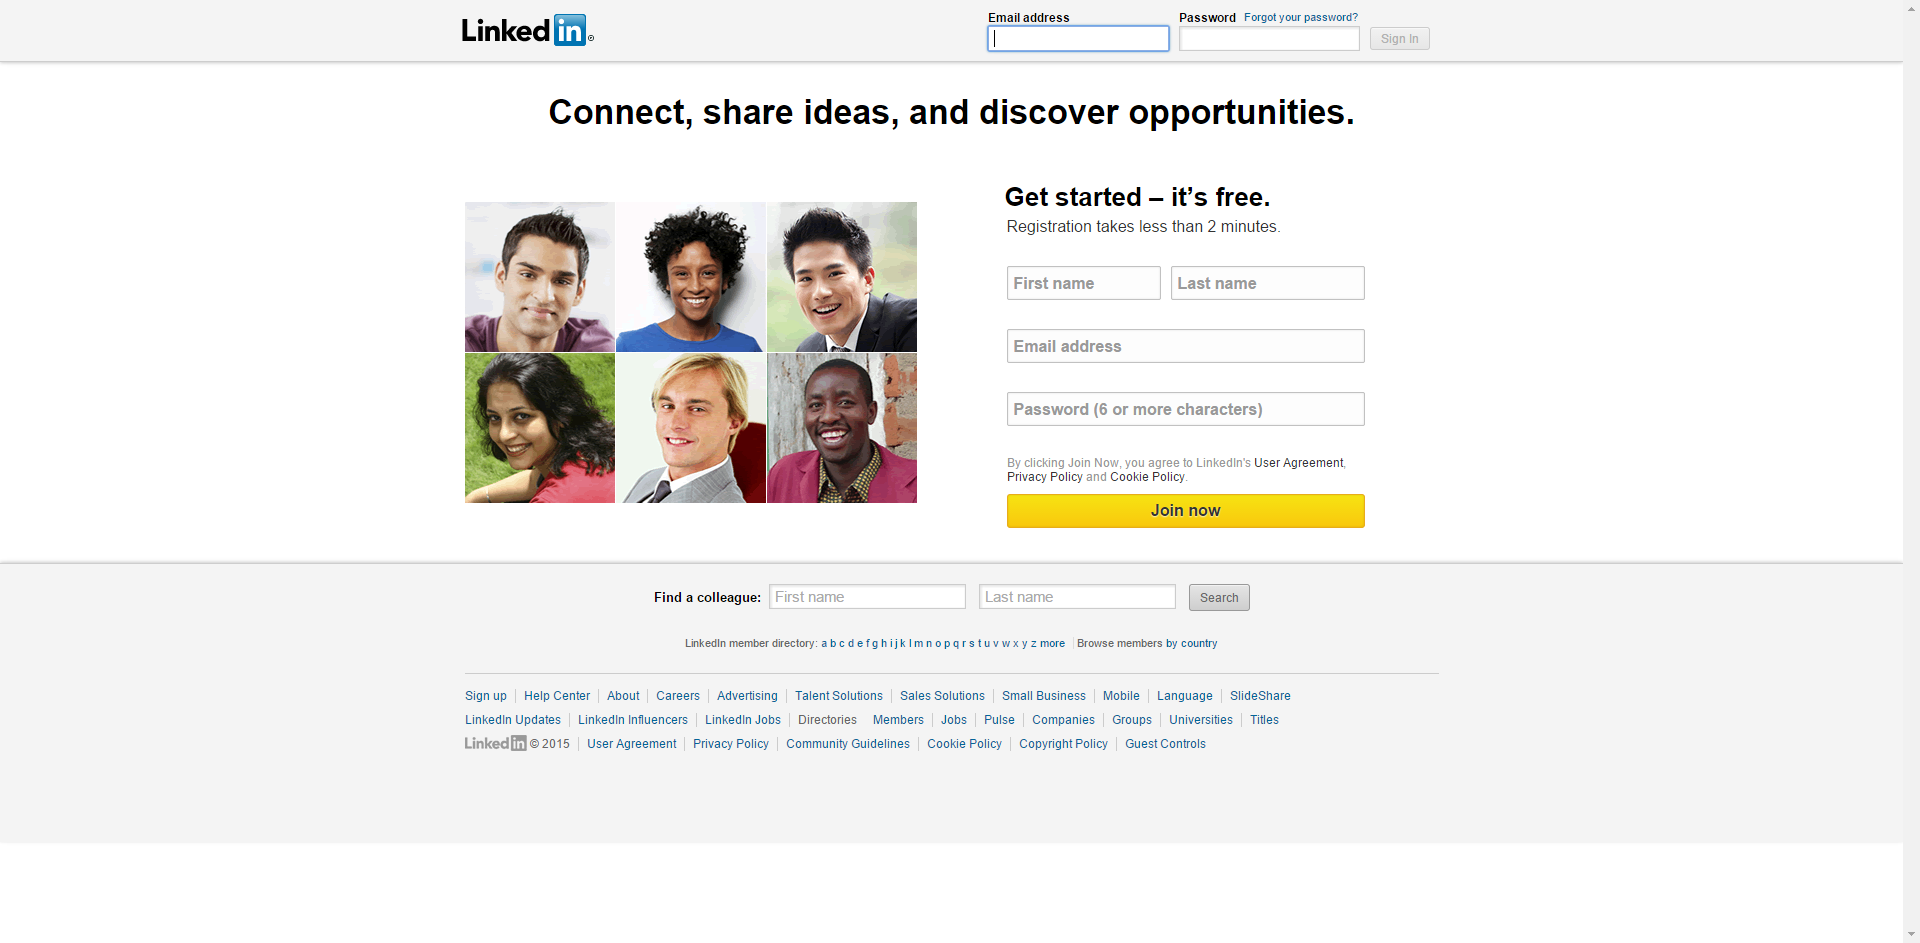 Linked in ®
Email address
Password Forgot your password?
Sign In
Connect, share ideas, and discover opportunities.
Get started – it’s free.
Registration takes less than 2 minutes.
First name Last name
Email address
Password (6 or more characters)
By clicking Join Now, you agree to LinkedIn's User Agreement,
Privacy Policy and Cookie Policy.
Join now
Find a colleague: First name Last name Search
LinkedIn member directory: a b c d e f g h i j k l m n o p q r s t u v w x y z more Browse members by country
Sign up Help Center About Careers Advertising Talent Solutions Sales Solutions Small Business Mobile Language SlideShare
LinkedIn Updates LinkedIn Influencers LinkedIn Jobs Directories Members Jobs Pulse Companies Groups Universities Titles
Linked in © 2015 User Agreement Privacy Policy Community Guidelines Cookie Policy Copyright Policy Guest Controls